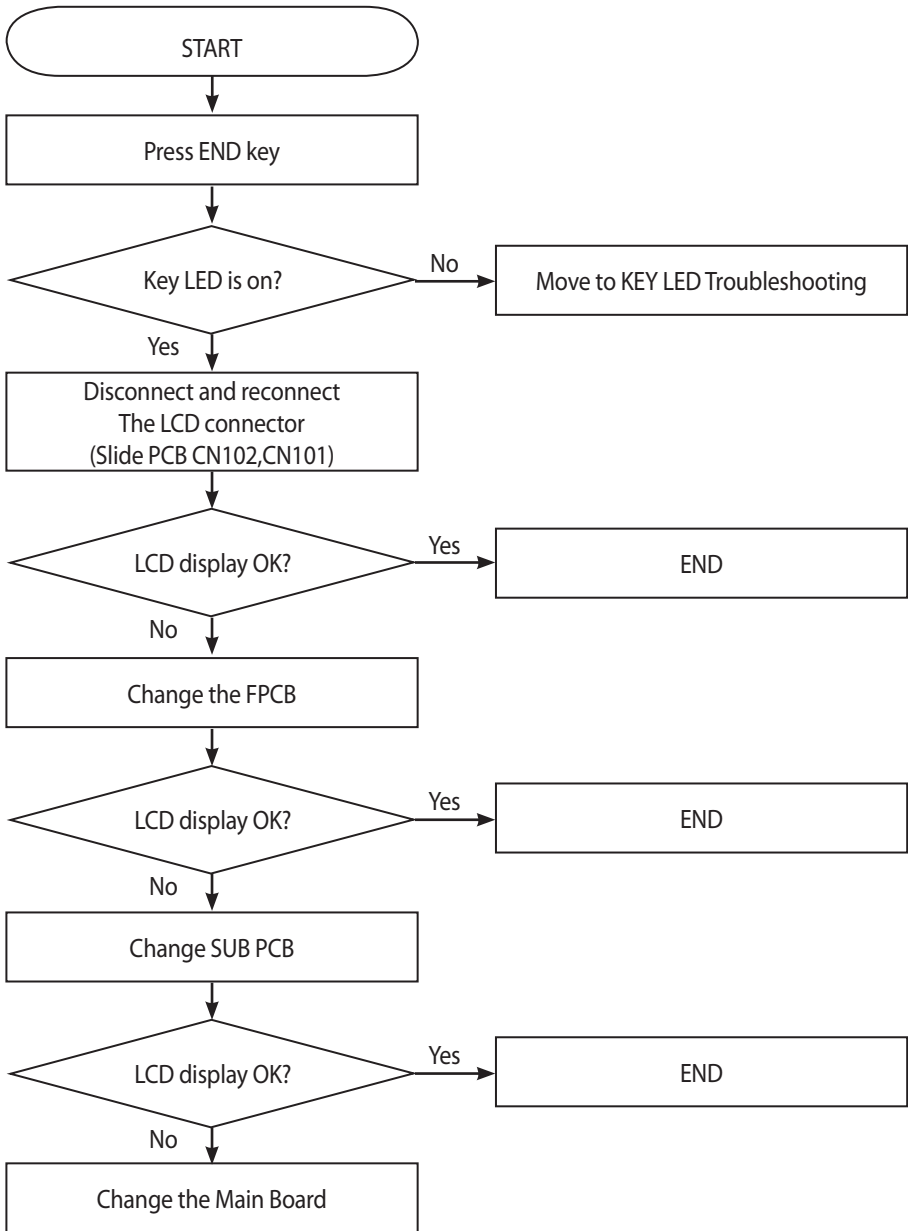 START
Press END key
Key LED is on?
No
Move to KEY LED Troubleshooting
Yes
Disconnect and reconnect
The LCD connector
(Slide PCB CN102,CN101)
LCD display OK?
Yes
END
No
Change the FPCB
LCD display OK?
Yes
END
No
Change SUB PCB
LCD display OK?
Yes
END
No
Change the Main Board